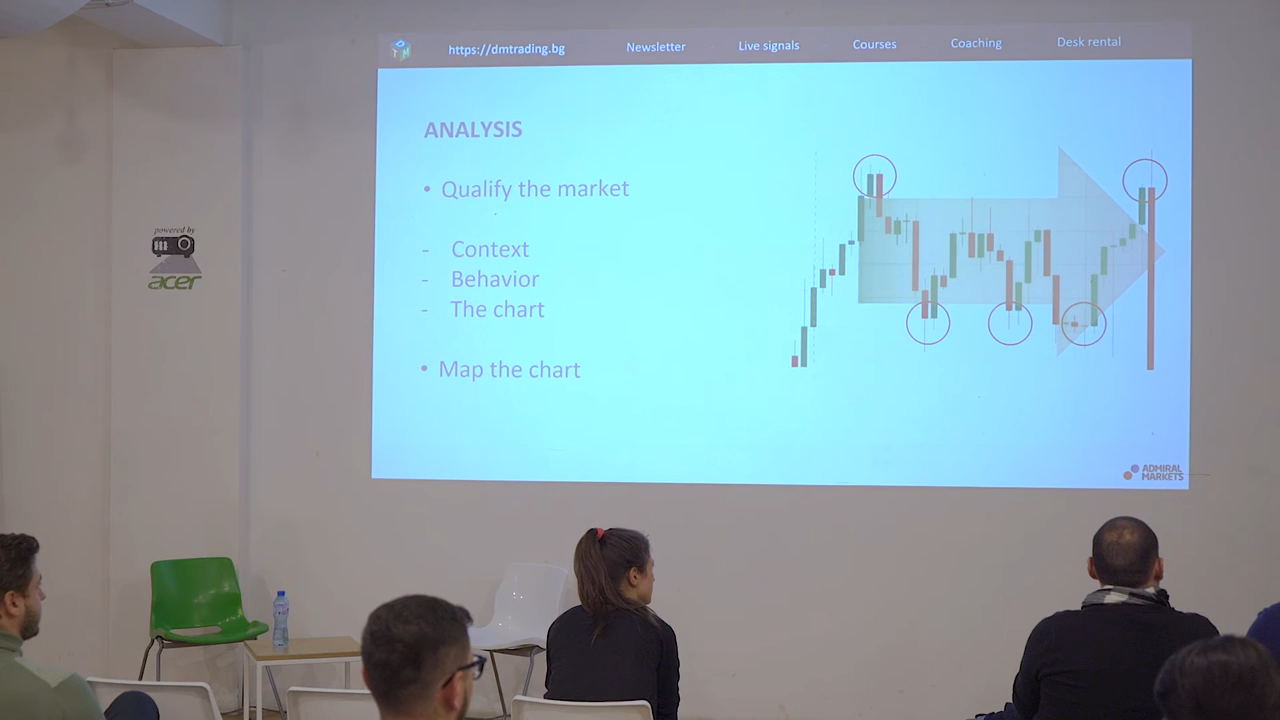 https://dmtrading.bg Newsletter Live signals Courses Coaching Desk rental
ANALYSIS
• Qualify the market
- Context
- Behavior
- The chart
• Map the chart
ADMIRAL
MARKETS
powered by
acer